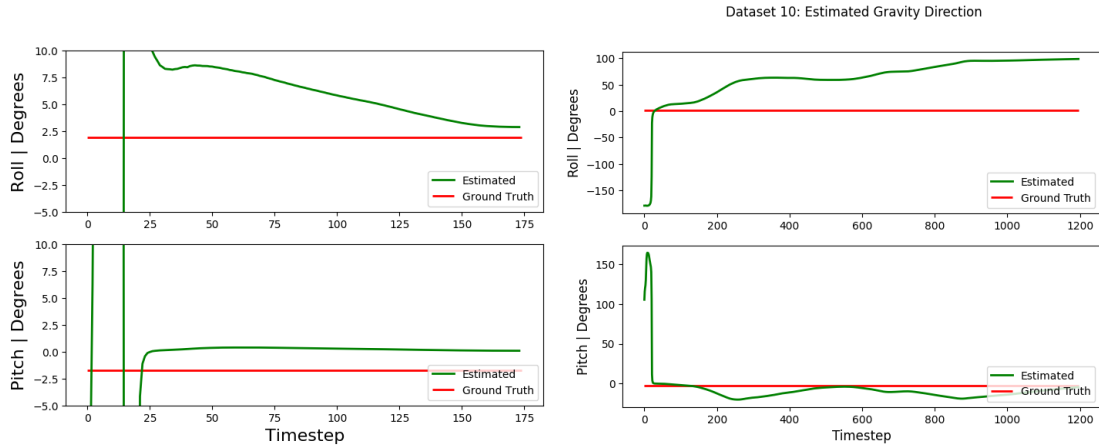 Dataset 10: Estimated Gravity Direction
10.0
7.5
5.0
2.5
0.0
−2.5
−5.0
Roll | Degrees
Estimated
Ground Truth
0 25 50 75 100 125 150 175
10.0
7.5
5.0
2.5
0.0
−2.5
−5.0
Pitch | Degrees
Estimated
Ground Truth
0 25 50 75 100 125 150 175
Timestep
100
50
0
−50
−100
−150
Roll | Degrees
Estimated
Ground Truth
0 200 400 600 800 1000 1200
150
100
50
0
Pitch | Degrees
Estimated
Ground Truth
0 200 400 600 800 1000 1200
Timestep